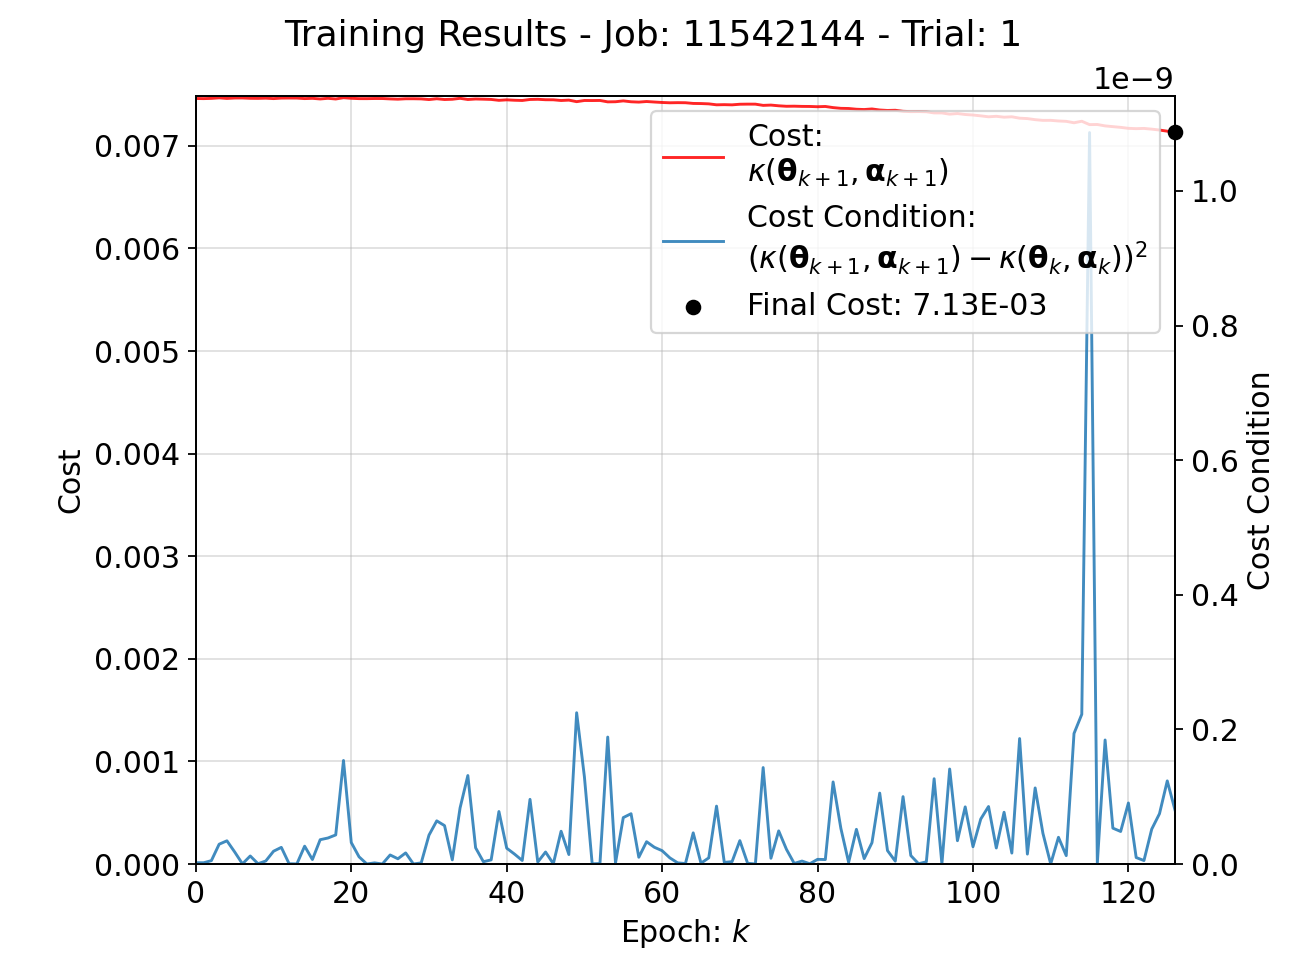 Training Results - Job: 11542144 - Trial: 1
1e−9
Cost:
κ(θₖ₊₁, αₖ₊₁)
Cost Condition:
(κ(θₖ₊₁, αₖ₊₁) − κ(θₖ, αₖ))²
Final Cost: 7.13E-03
Cost
0.007
0.006
0.005
0.004
0.003
0.002
0.001
0.000
Cost Condition
1.0
0.8
0.6
0.4
0.2
0.0
0 20 40 60 80 100 120
Epoch: k